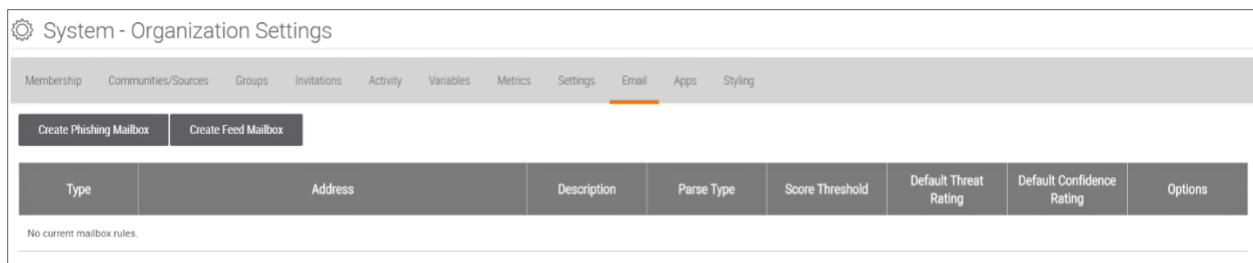 System - Organization Settings
Membership Communities/Sources Groups Invitations Activity Variables Metrics Settings Email Apps Styling
Create Phishing Mailbox Create Feed Mailbox
Type Address Description Parse Type Score Threshold Default Threat Rating Default Confidence Rating Options
No current mailbox rules.